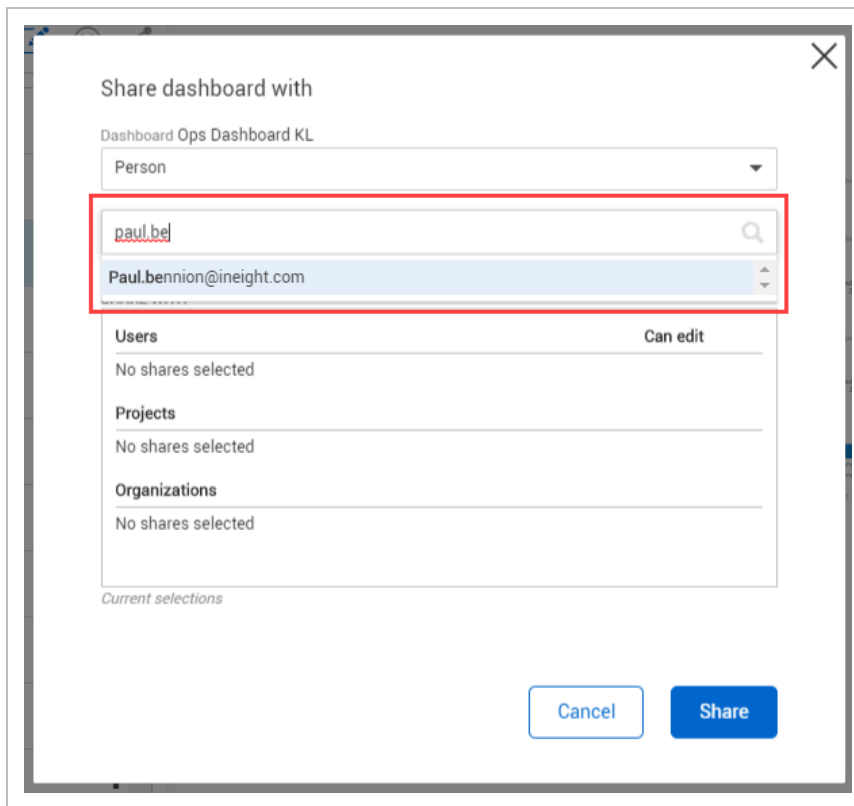 Share dashboard with
Dashboard Ops Dashboard KL
Person
paul.be
Paul.bennion@ineight.com
Users Can edit
No shares selected
Projects
No shares selected
Organizations
No shares selected
Current selections
Cancel Share